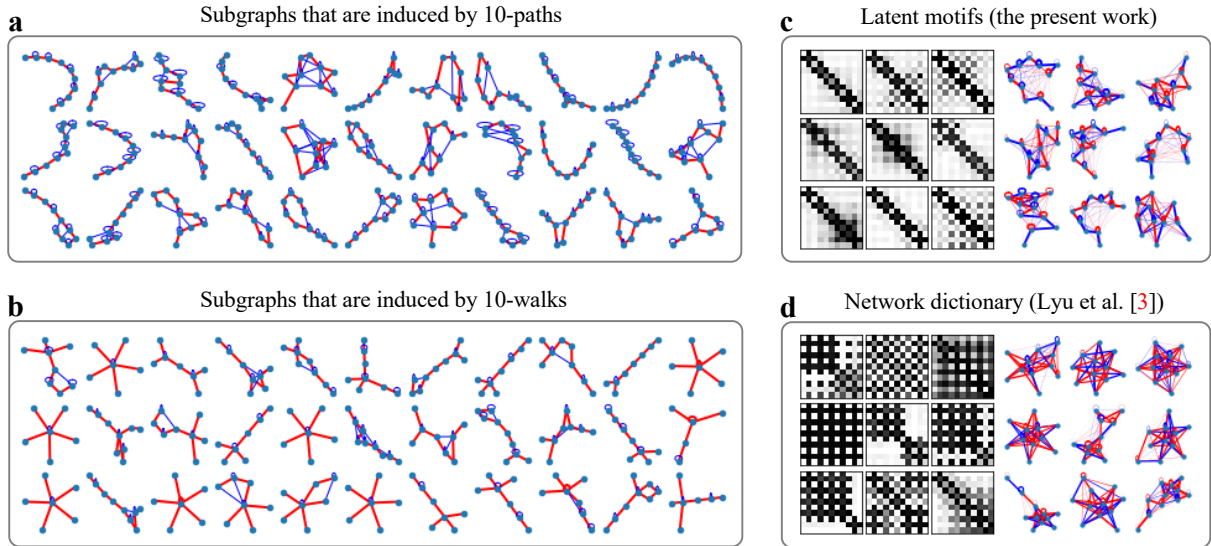 a Subgraphs that are induced by 10-paths
c Latent motifs (the present work)
b Subgraphs that are induced by 10-walks
d Network dictionary (Lyu et al. [3])